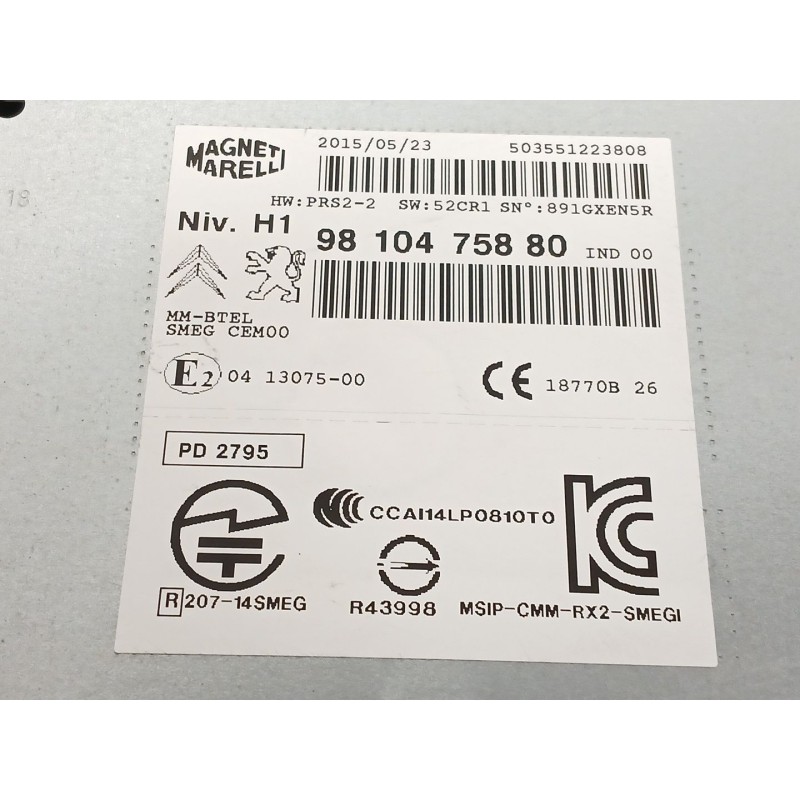 MAGNETI
MARELLI
2015/05/23 503551223808
HW:PRS2-2 SW:52CR1 SN°:891GXEN5R
Niv. H1
98 104 758 80 IND 00
MM-BTEL
SMEG CEM00
E2 04 13075-00
CE 18770B 26
PD 2795
CCAI14LP0810T0
R 207-14SMEG
R43998
MSIP-CMM-RX2-SMEGI
18